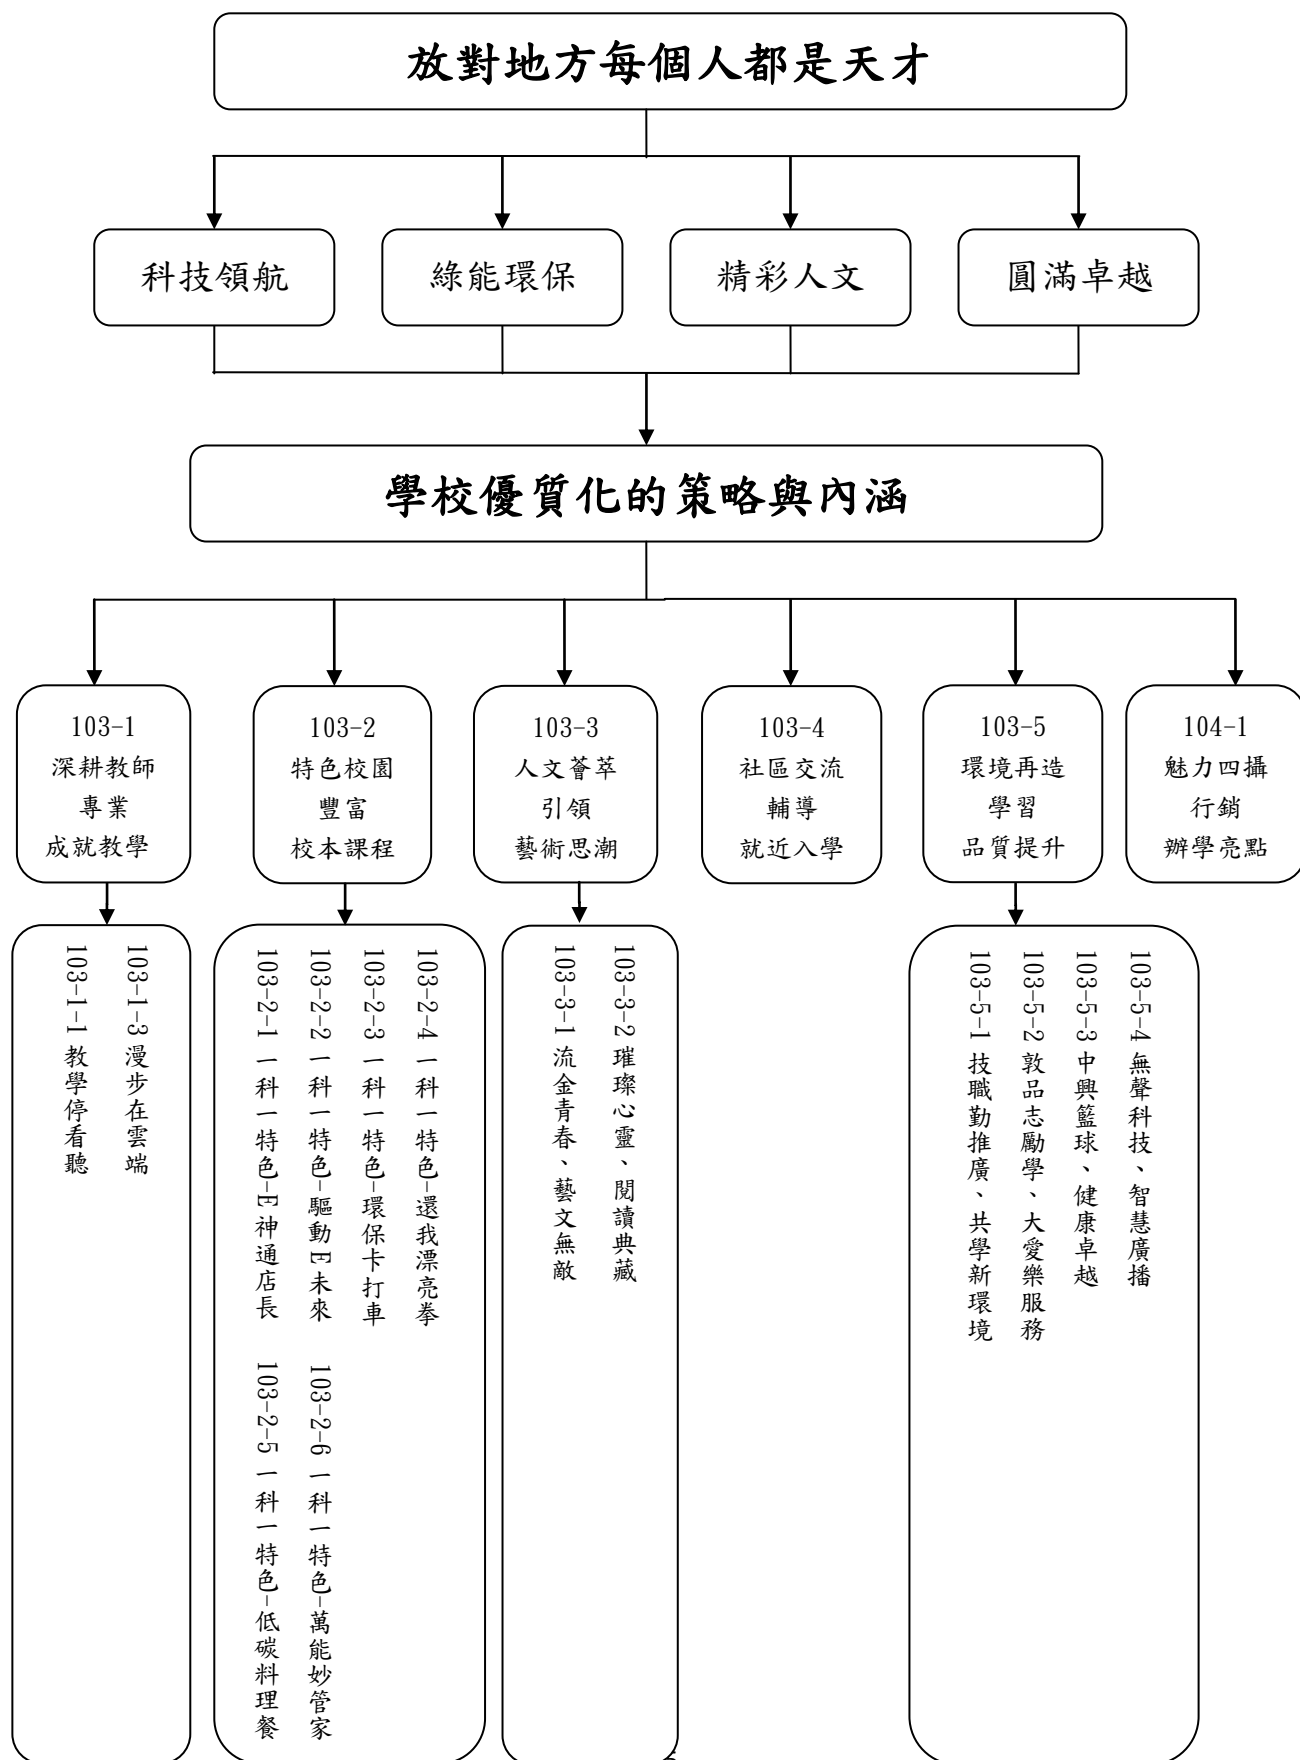 放對地方每個人都是天才
科技領航
綠能環保
精彩人文
圓滿卓越
學校優質化的策略與內涵
103-1
深耕教師
專業
成就教學
103-2
特色校園
豐富
校本課程
103-3
人文薈萃
引領
藝術思潮
103-4
社區交流
輔導
就近入學
103-5
環境再造
學習
品質提升
104-1
魅力四攝
行銷
辦學亮點
103-1-1 教學停看聽
103-1-3 漫步在雲端
103-2-1 一科一特色-E神通店長
103-2-2 一科一特色-驅動E未來
103-2-3 一科一特色-環保卡打車
103-2-4 一科一特色-還我漂亮拳
103-2-5 一科一特色-低碳料理餐
103-2-6 一科一特色-萬能妙管家
103-3-1 流金青春、藝文無敵
103-3-2 璀璨心靈、閱讀典藏
103-5-1 技職勤推廣、共學新環境
103-5-2 敦品志勵學、大愛樂服務
103-5-3 中興籃球、健康卓越
103-5-4 無聲科技、智慧廣播